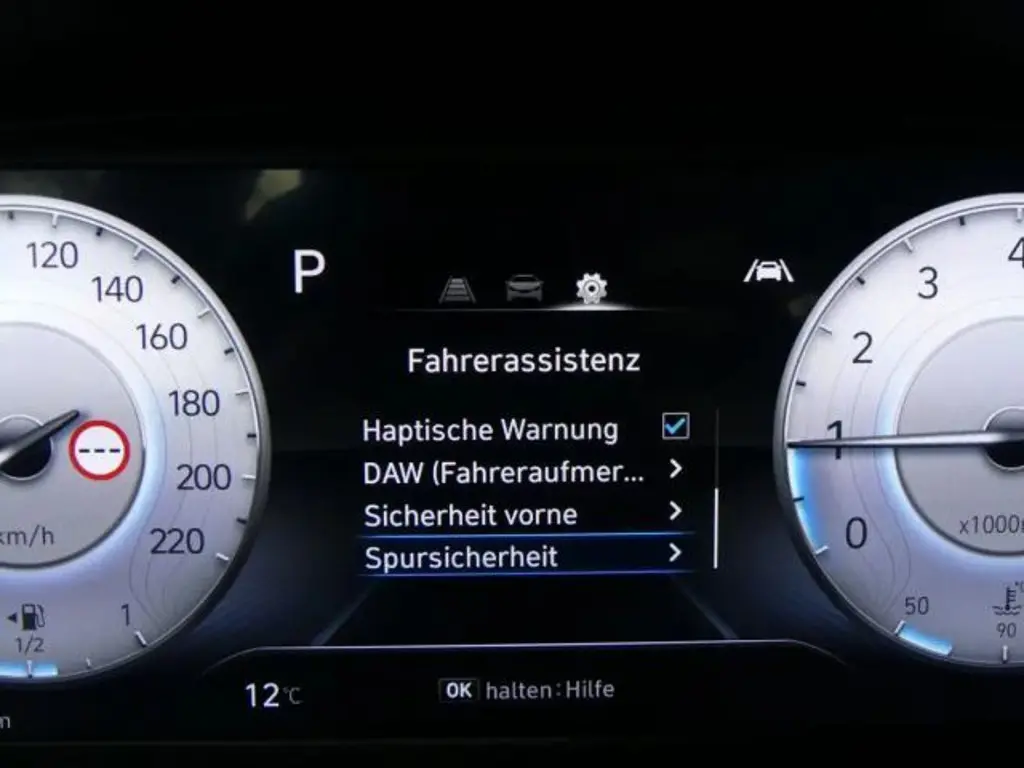 120
140
160
180
200
220
km/h
1/2
1
P
Fahrerassistenz
Haptische Warnung
DAW (Fahreraufmer...
Sicherheit vorne
Spursicherheit
12°C
OK halten:Hilfe
4
3
2
1
0
x1000
50
90